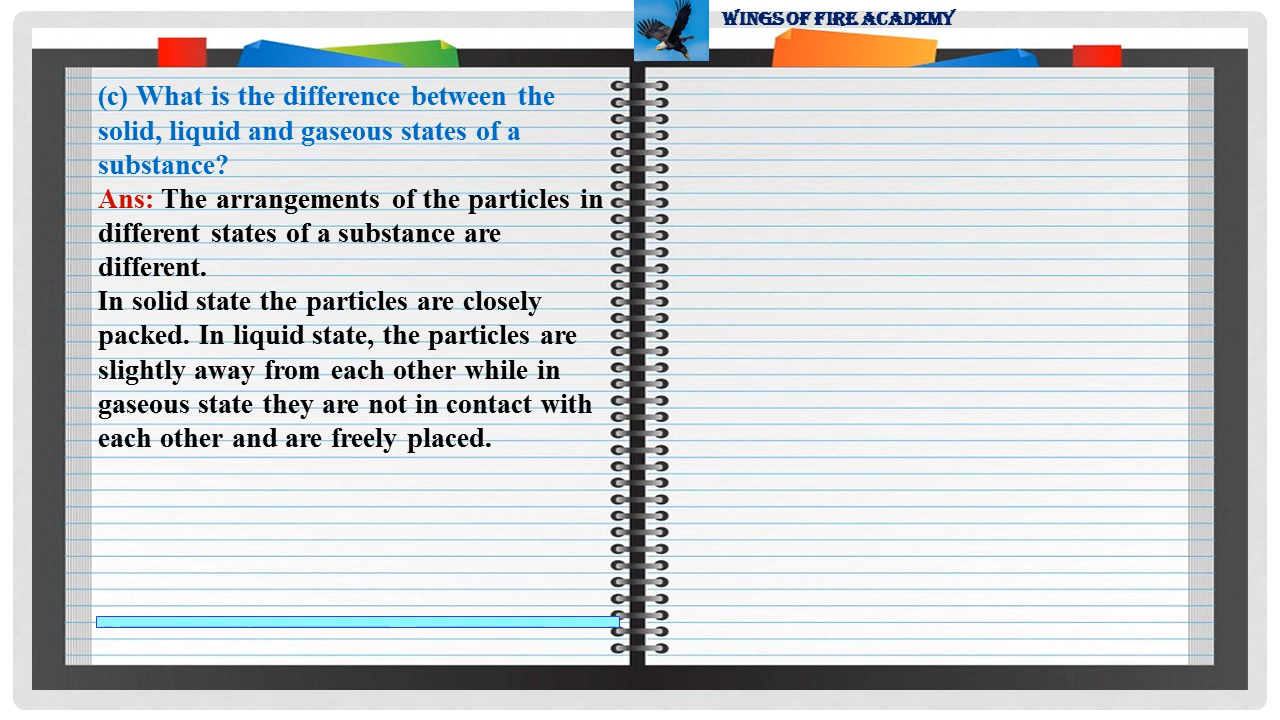 WINGS OF FIRE ACADEMY
(c) What is the difference between the
solid, liquid and gaseous states of a
substance?
Ans: The arrangements of the particles in
different states of a substance are
different.
In solid state the particles are closely
packed. In liquid state, the particles are
slightly away from each other while in
gaseous state they are not in contact with
each other and are freely placed.